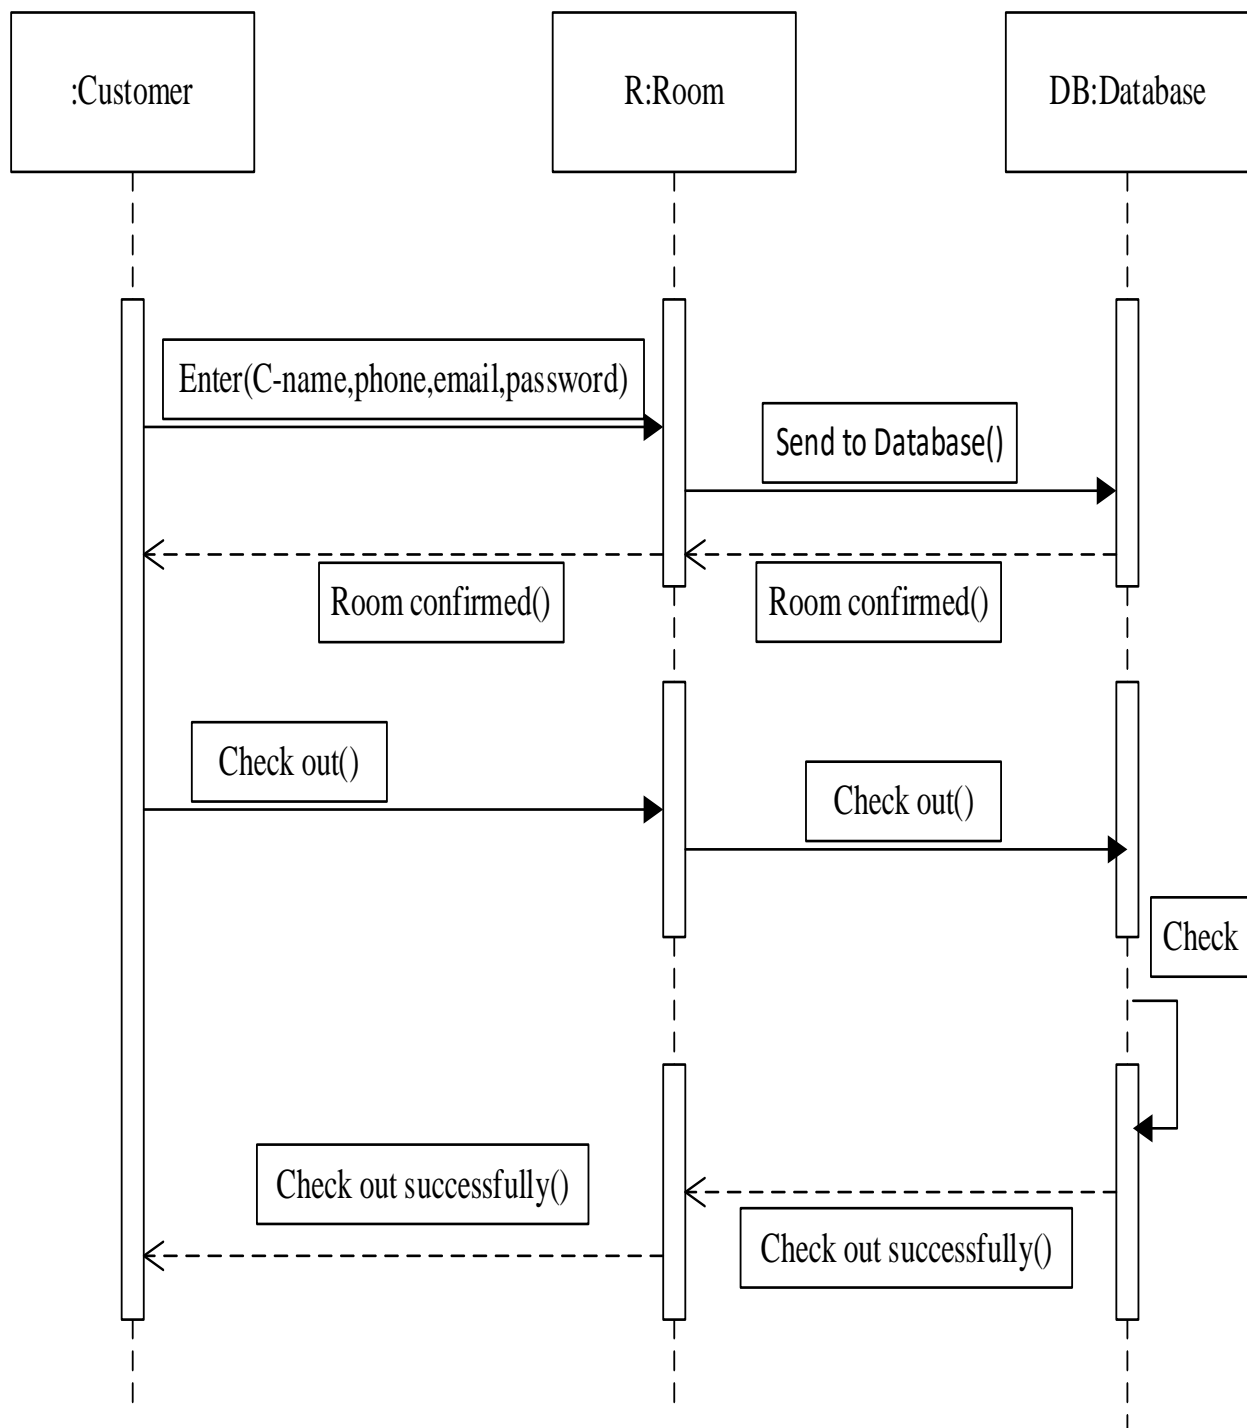 :Customer
R:Room
DB:Database
Enter(C-name,phone,email,password)
Send to Database()
Room confirmed()
Room confirmed()
Check out()
Check out()
Check
Check out successfully()
Check out successfully()